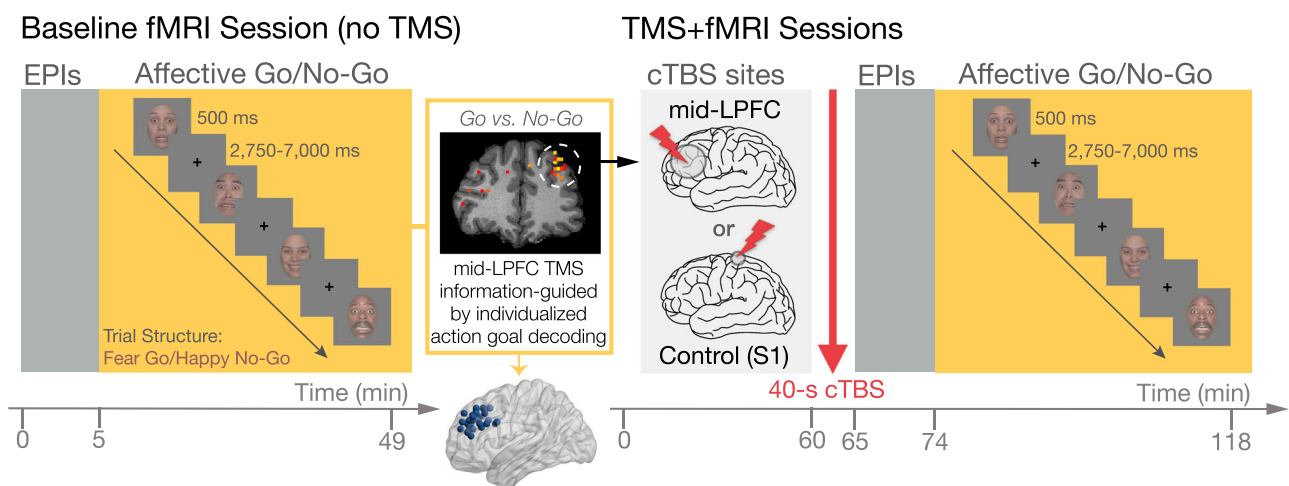 Baseline fMRI Session (no TMS)
TMS+fMRI Sessions
EPIs
Affective Go/No-Go
500 ms
2,750-7,000 ms
+
+
+
Trial Structure:
Fear Go/Happy No-Go
Go vs. No-Go
mid-LPFC TMS
information-guided
by individualized
action goal decoding
cTBS sites
mid-LPFC
or
Control (S1)
40-s cTBS
EPIs
Affective Go/No-Go
500 ms
2,750-7,000 ms
+
+
+
Time (min)
0
5
49
Time (min)
0
60
65
74
118